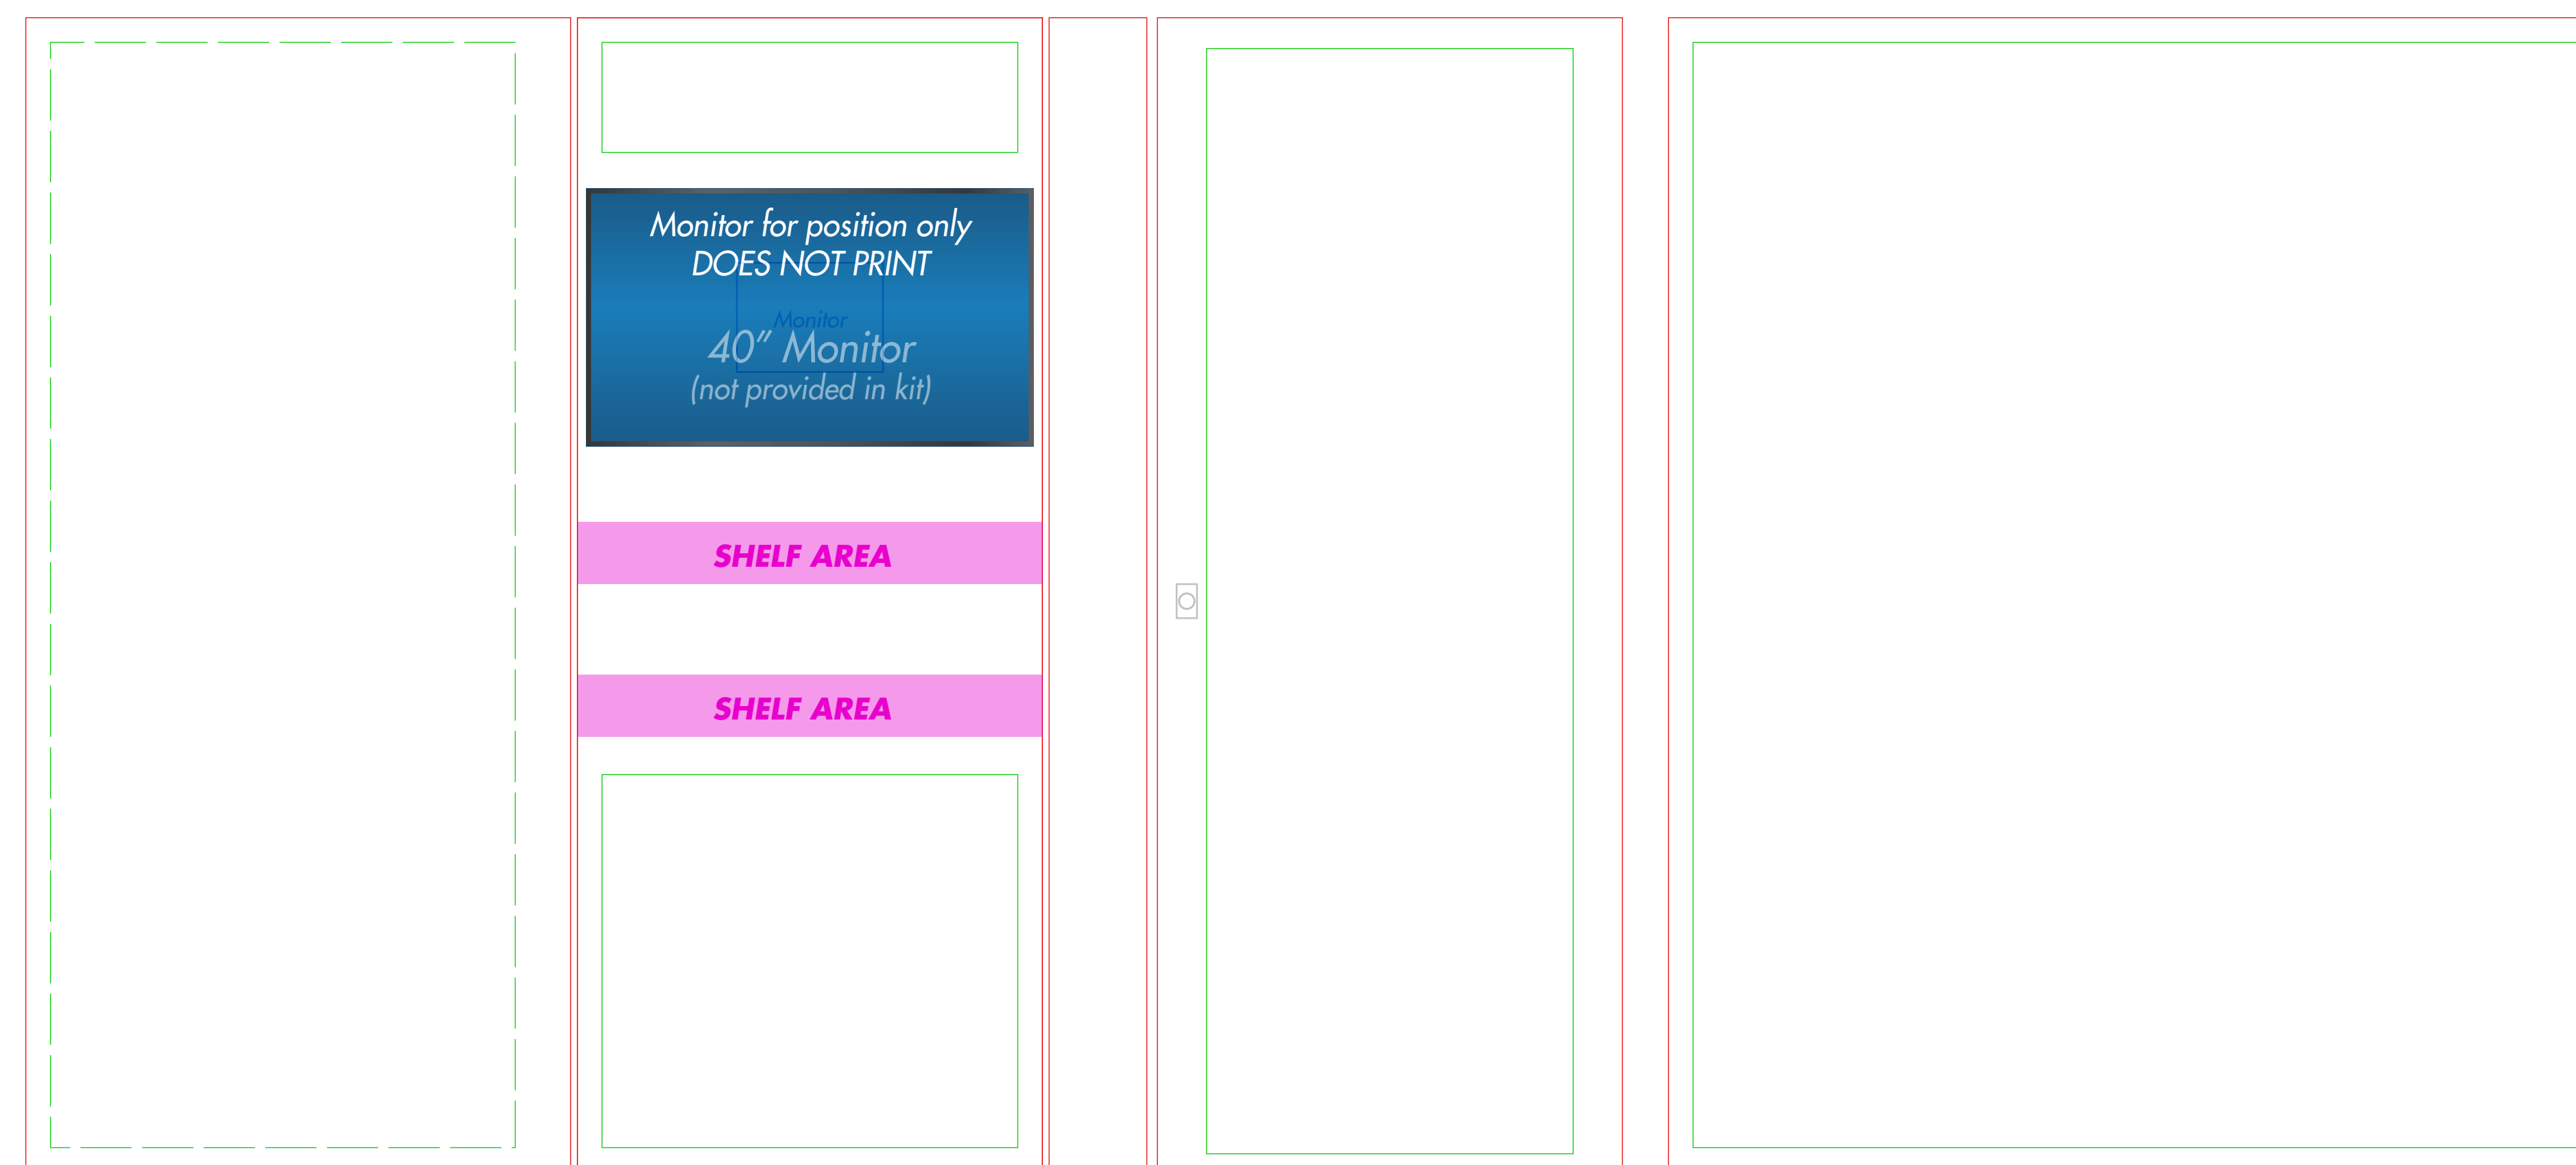 Monitor for position only
DOES NOT PRINT
Monitor
40” Monitor
(not provided in kit)
SHELF AREA
SHELF AREA